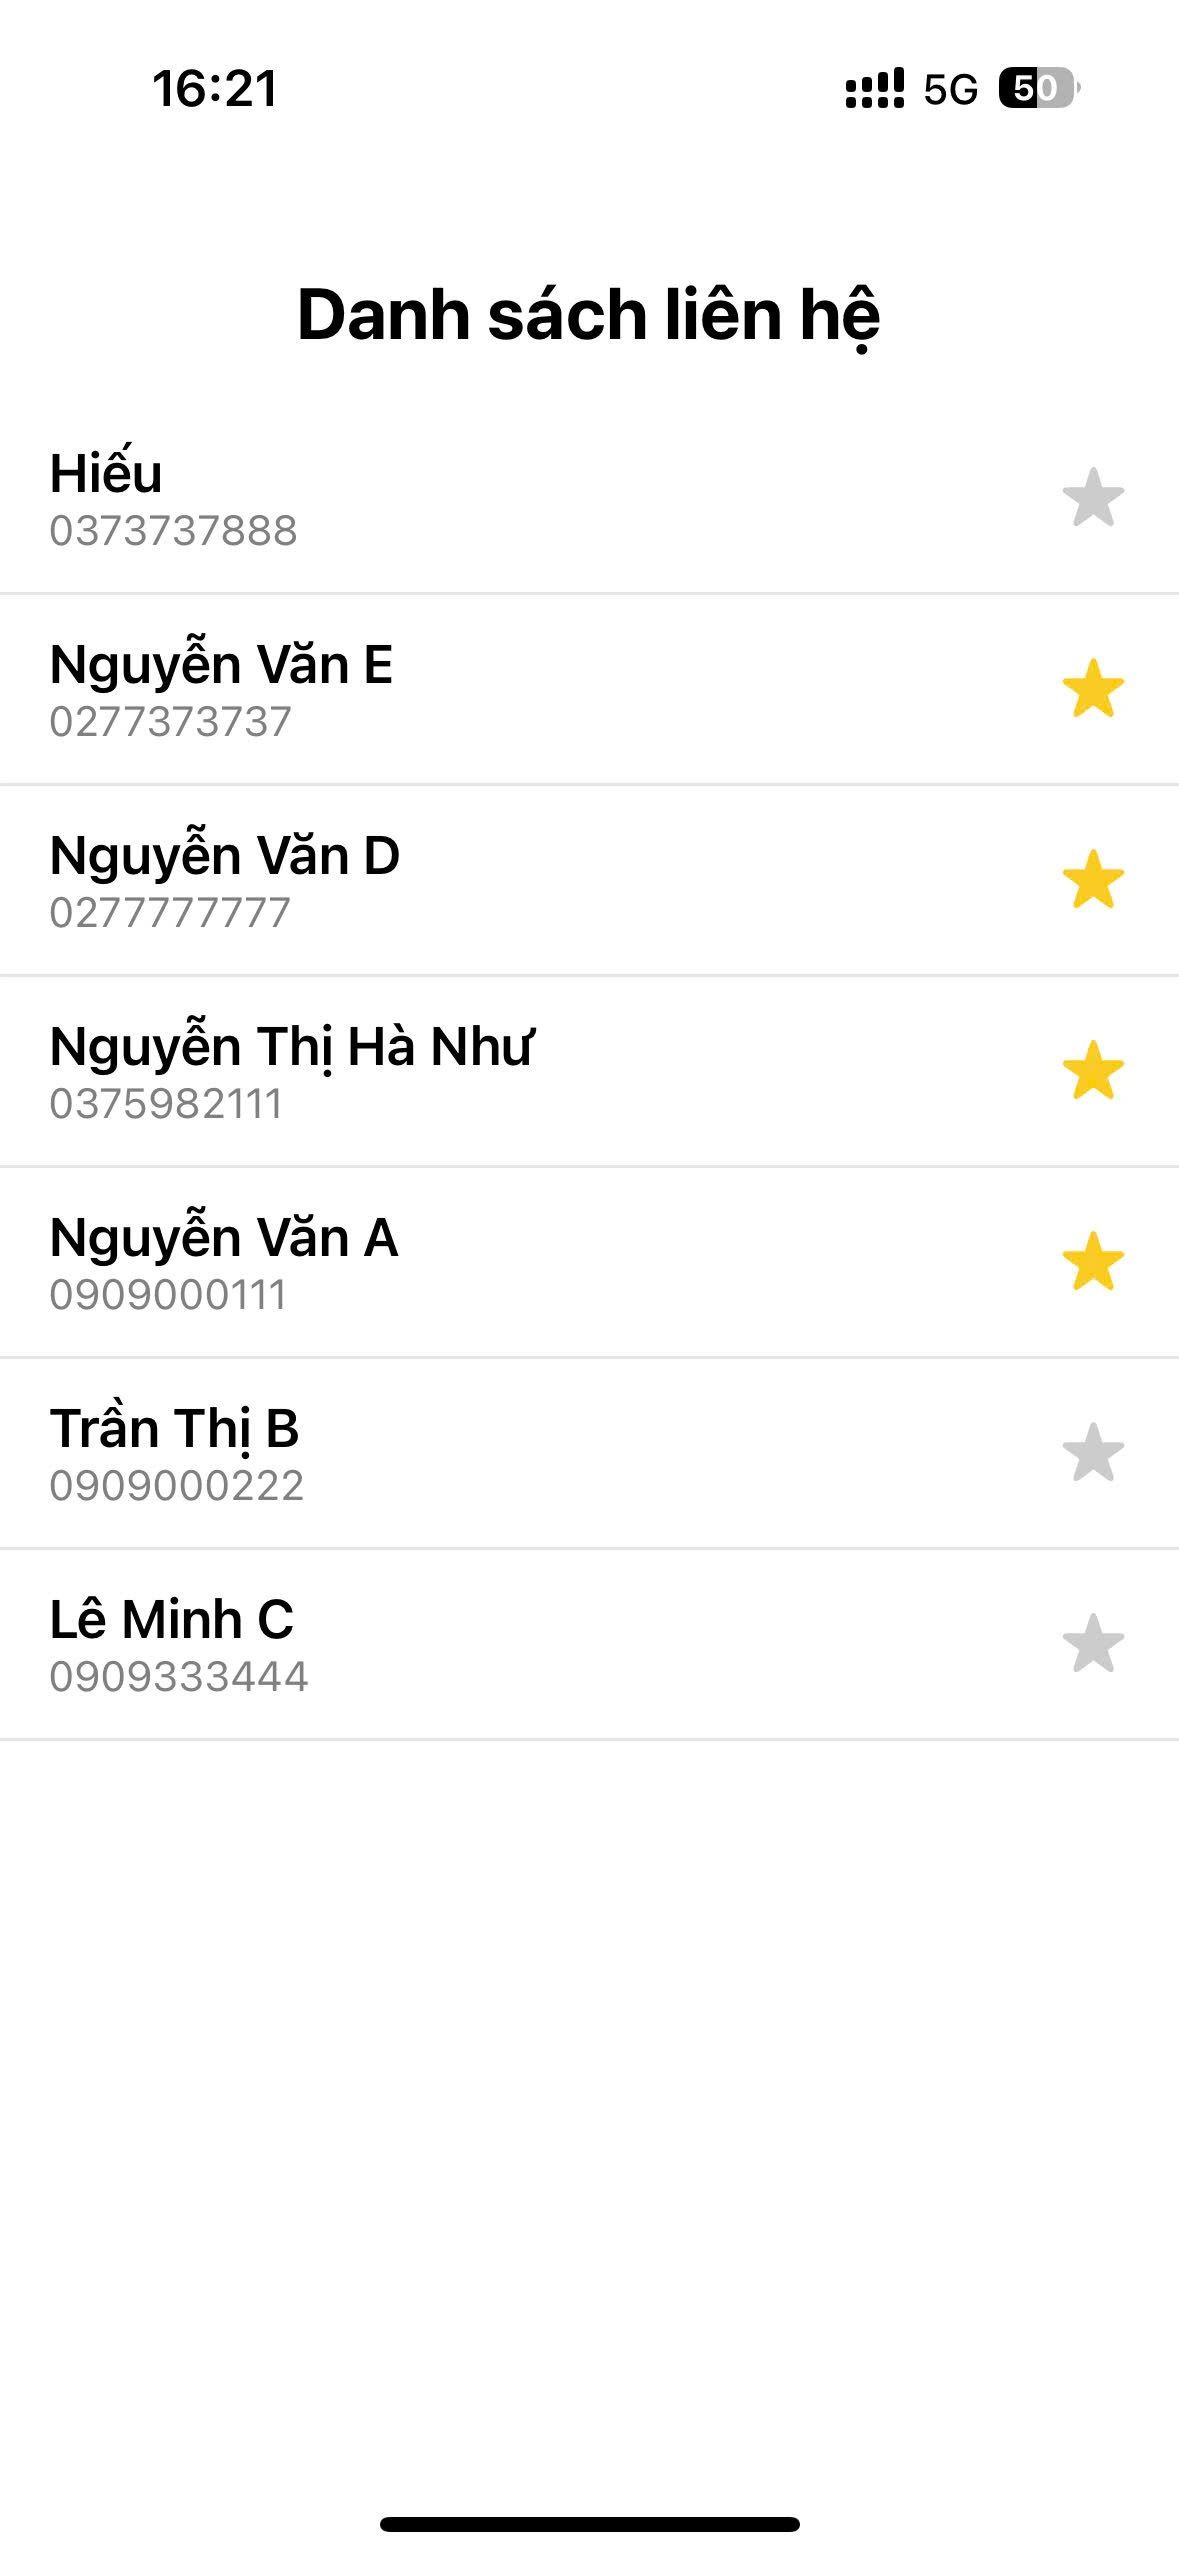 16:21 5G 50
Danh sách liên hệ
Hiếu
0373737888
Nguyễn Văn E
0277373737
Nguyễn Văn D
0277777777
Nguyễn Thị Hà Như
0375982111
Nguyễn Văn A
0909000111
Trần Thị B
0909000222
Lê Minh C
0909333444